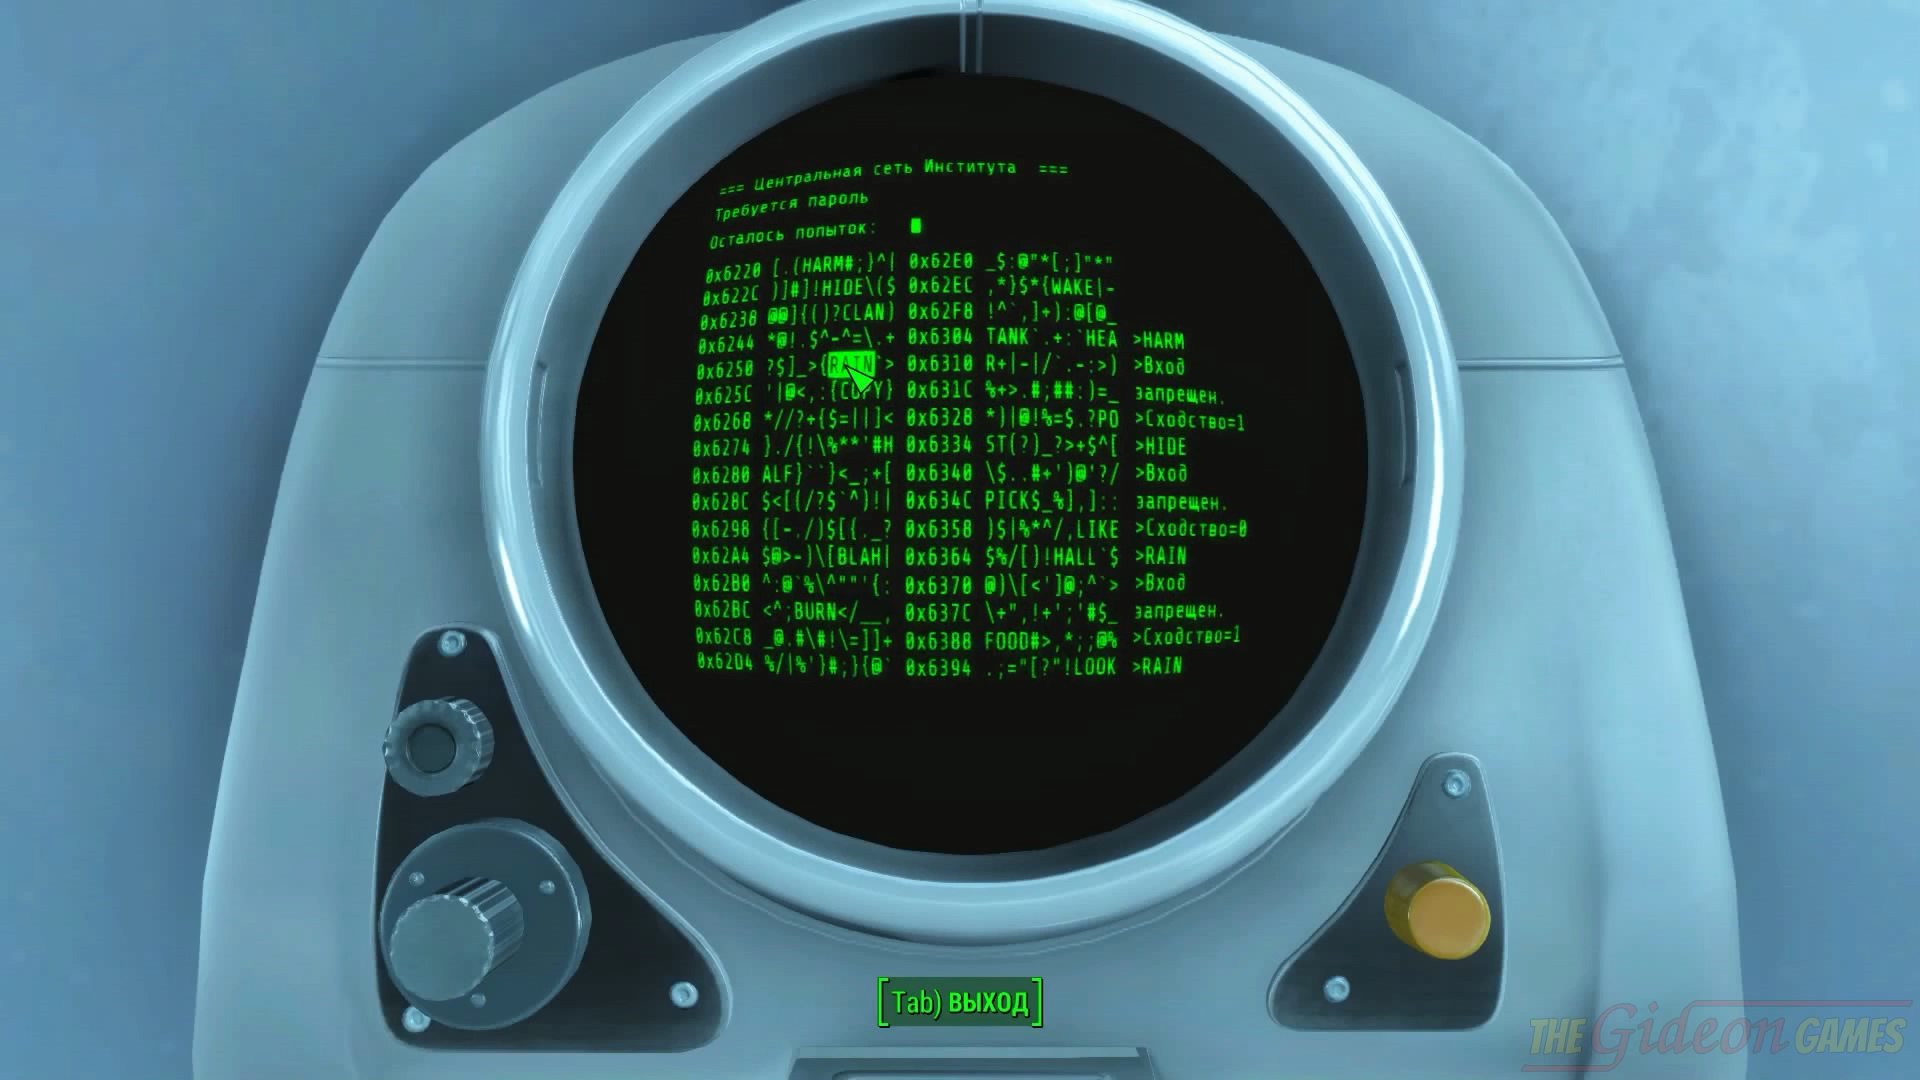 === Центральная сеть Института ===
Требуется пароль
Осталось попыток:
0x6220 [.(HARM#;}^| 0x62E0 _$:@"*[;]"*"
0x622C )]#]!HIDE\($ 0x62EC ,*}$*{WAKE|-
0x6238 @@]{()?CLAN) 0x62F8 !^`,]+):@[@_
0x6244 *@!.$^-^=\.+ 0x6304 TANK`.+:`HEA >HARM
0x6250 ?$]_>{RAIN`> 0x6310 R+|-|/`.-:>) >Вход
0x625C '|@<,:{COPY} 0x631C %+>.#;##:)=_ запрещен.
0x6268 *//?+{$=||]< 0x6328 *)|@!%=$.?PO >Сходство=1
0x6274 }./{!\%**'#H 0x6334 ST(?)_?>+$^[ >HIDE
0x6280 ALF}``}<_;+[ 0x6340 \$..#+')@'?/ >Вход
0x628C $<[(/?$`^)!| 0x634C PICK$_%],]:: запрещен.
0x6298 {[-./)$[{._? 0x6358 )$|%*^/,LIKE >Сходство=0
0x62A4 $@>-)\[BLAH| 0x6364 $%/[)!HALL`$ >RAIN
0x62B0 ^:@`%\^""'{: 0x6370 @)\[<']@;^`> >Вход
0x62BC <^;BURN</__, 0x637C \+",!+';'#$_ запрещен.
0x62C8 _@.#\#!\=]]+ 0x6388 FOOD#>,*;;@% >Сходство=1
0x62D4 %/|%'}#;}{@` 0x6394 .;="[?"!LOOK >RAIN
[Tab) ВЫХОД]
THE Gideon GAMES